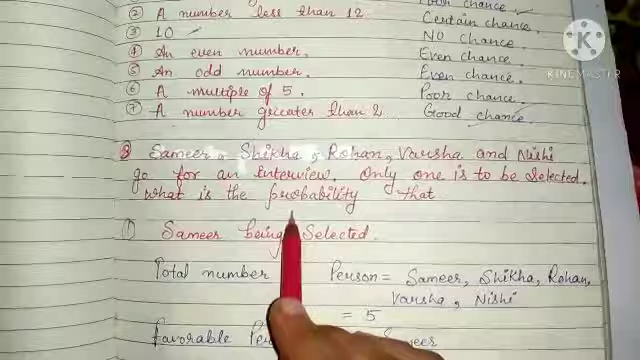 Poor chance.
② A number less than 12 Certain chance.
③ 10 No chance.
④ An even number. Even chance.
⑤ An odd number. Even chance.
⑥ A multiple of 5. Poor chance.
⑦ A number greater than 2 Good chance.
Sameer, Shikha, Rohan, Varsha and Nishi
go for an interview. Only one is to be selected.
what is the probability that
① Sameer being selected.
Total number Person = Sameer, Shikha, Rohan,
Varsha, Nishi
= 5
Favorable
K
KINEMASTER